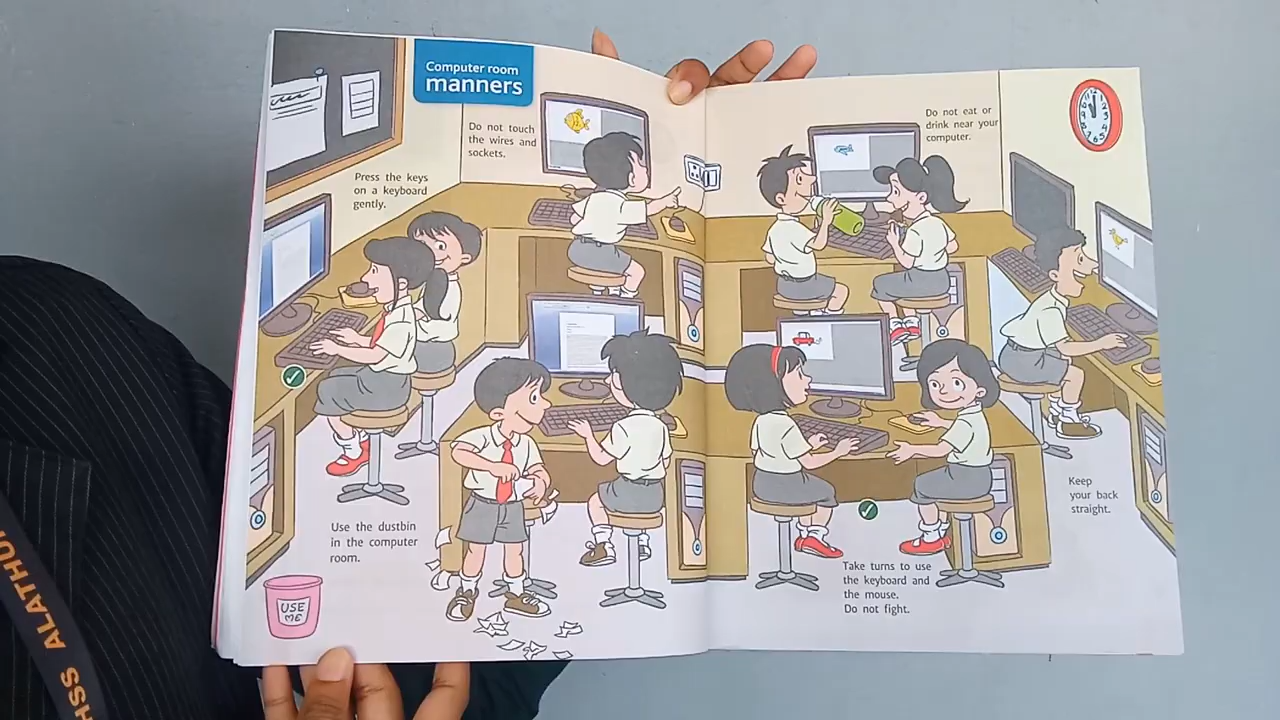 Computer room
manners
Do not touch
the wires and
sockets.
Press the keys
on a keyboard
gently.
Use the dustbin
in the computer
room.
USE
ME
Do not eat or
drink near your
computer.
Keep
your back
straight.
Take turns to use
the keyboard and
the mouse.
Do not fight.
HSS ALATHUR